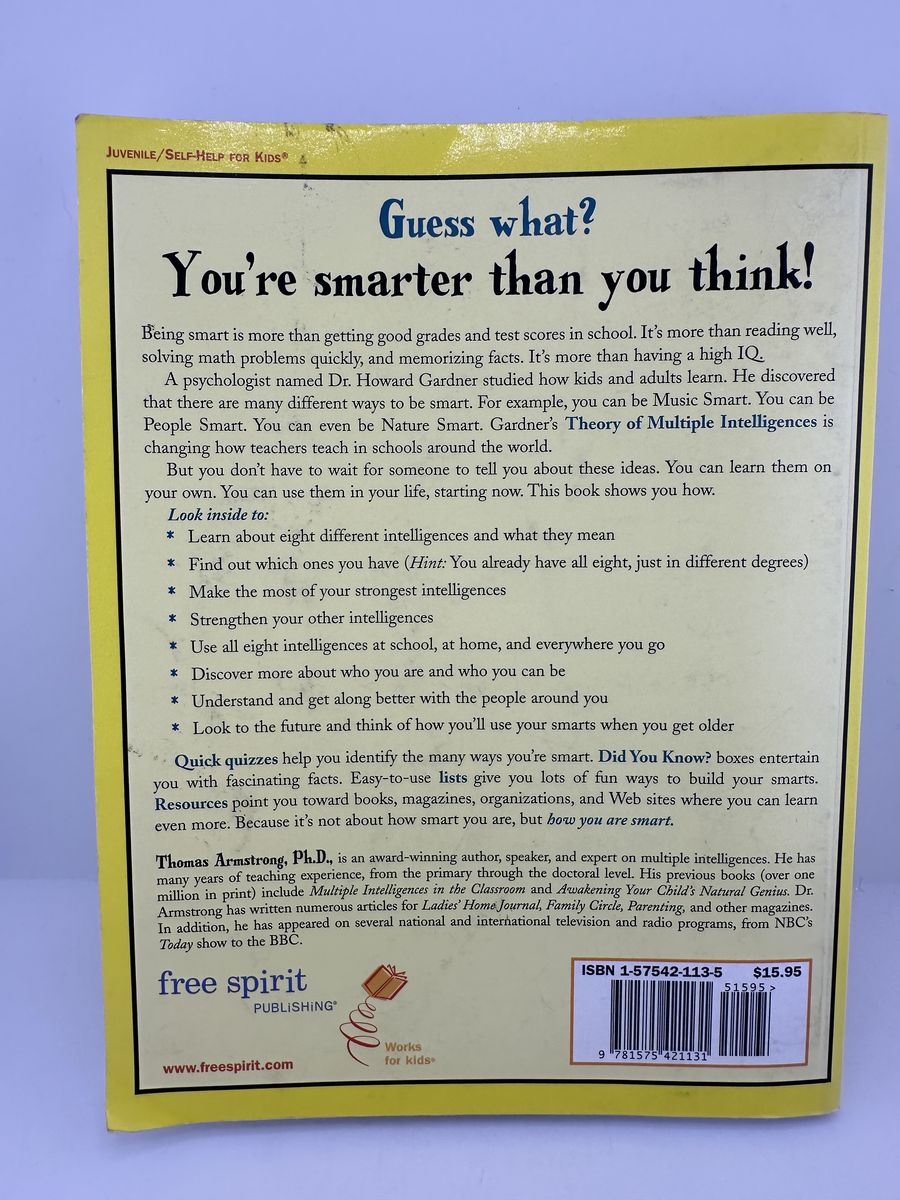 JUVENILE/SELF-HELP FOR KIDS®
Guess what?
You're smarter than you think!
Being smart is more than getting good grades and test scores in school. It's more than reading well,
solving math problems quickly, and memorizing facts. It's more than having a high IQ.
A psychologist named Dr. Howard Gardner studied how kids and adults learn. He discovered
that there are many different ways to be smart. For example, you can be Music Smart. You can be
People Smart. You can even be Nature Smart. Gardner's Theory of Multiple Intelligences is
changing how teachers teach in schools around the world.
But you don't have to wait for someone to tell you about these ideas. You can learn them on
your own. You can use them in your life, starting now. This book shows you how.
Look inside to:
* Learn about eight different intelligences and what they mean
* Find out which ones you have (Hint: You already have all eight, just in different degrees)
* Make the most of your strongest intelligences
* Strengthen your other intelligences
* Use all eight intelligences at school, at home, and everywhere you go
* Discover more about who you are and who you can be
* Understand and get along better with the people around you
* Look to the future and think of how you'll use your smarts when you get older
Quick quizzes help you identify the many ways you're smart. Did You Know? boxes entertain
you with fascinating facts. Easy-to-use lists give you lots of fun ways to build your smarts.
Resources point you toward books, magazines, organizations, and Web sites where you can learn
even more. Because it's not about how smart you are, but how you are smart.
Thomas Armstrong, Ph.D., is an award-winning author, speaker, and expert on multiple intelligences. He has
many years of teaching experience, from the primary through the doctoral level. His previous books (over one
million in print) include Multiple Intelligences in the Classroom and Awakening Your Child's Natural Genius. Dr.
Armstrong has written numerous articles for Ladies' Home Journal, Family Circle, Parenting, and other magazines.
In addition, he has appeared on several national and international television and radio programs, from NBC's
Today show to the BBC.
free spirit
PUBLiSHiNG®
Works
for kids®
www.freespirit.com
ISBN 1-57542-113-5 $15.95
51595 >
9 781575 421131